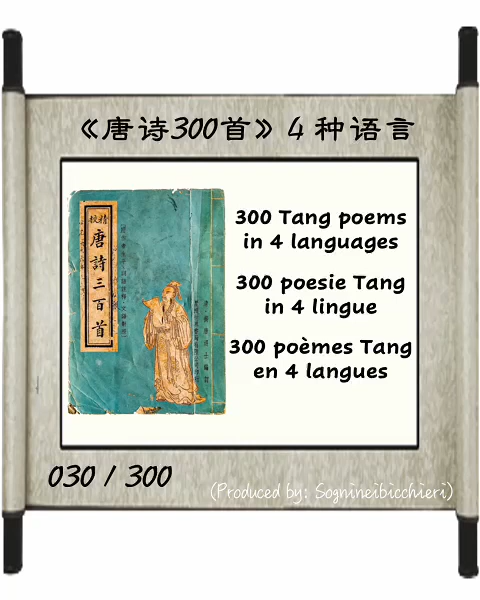 《唐诗300首》4种语言
精校
唐詩三百首
300 Tang poems
in 4 languages
300 poesie Tang
in 4 lingue
300 poèmes Tang
en 4 langues
030 / 300
(Produced by: Sognineibicchieri)